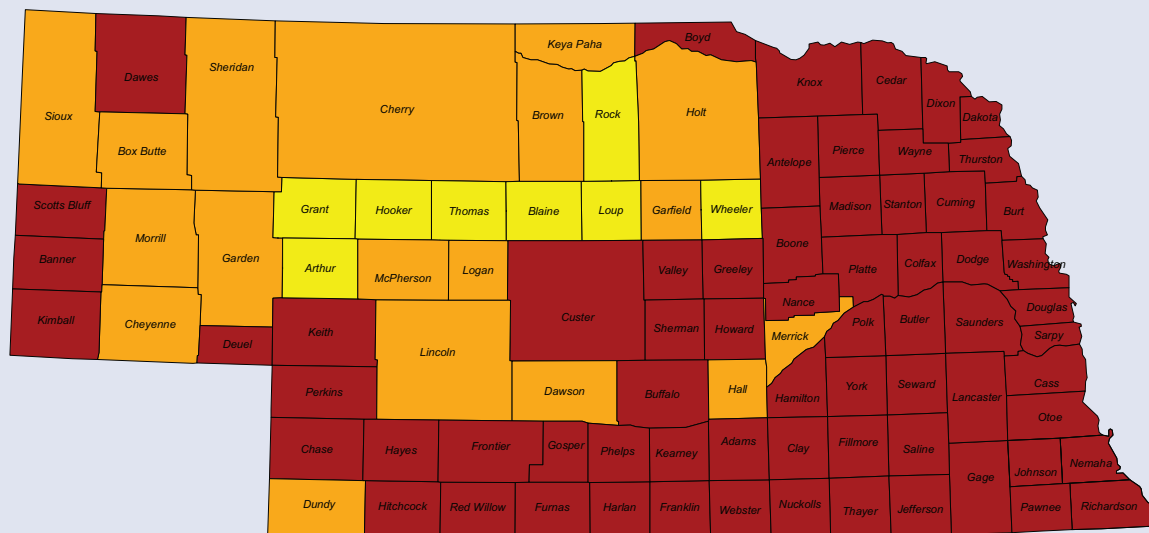 Boyd
Keya Paha
Sheridan
Dawes
Cherry
Knox
Cedar
Dixon
Sioux
Brown
Rock
Holt
Dakota
Box Butte
Antelope
Pierce
Wayne
Thurston
Scotts Bluff
Grant
Hooker
Thomas
Blaine
Loup
Garfield
Wheeler
Madison
Stanton
Cuming
Burt
Morrill
Boone
Banner
Garden
Arthur
McPherson
Logan
Valley
Greeley
Platte
Colfax
Dodge
Washington
Nance
Kimball
Cheyenne
Keith
Custer
Sherman
Howard
Merrick
Polk
Butler
Saunders
Douglas
Sarpy
Deuel
Lincoln
Perkins
Dawson
Buffalo
Hall
Hamilton
York
Seward
Lancaster
Cass
Otoe
Chase
Hayes
Frontier
Gosper
Phelps
Kearney
Adams
Clay
Fillmore
Saline
Gage
Johnson
Nemaha
Dundy
Hitchcock
Red Willow
Furnas
Harlan
Franklin
Webster
Nuckolls
Thayer
Jefferson
Pawnee
Richardson